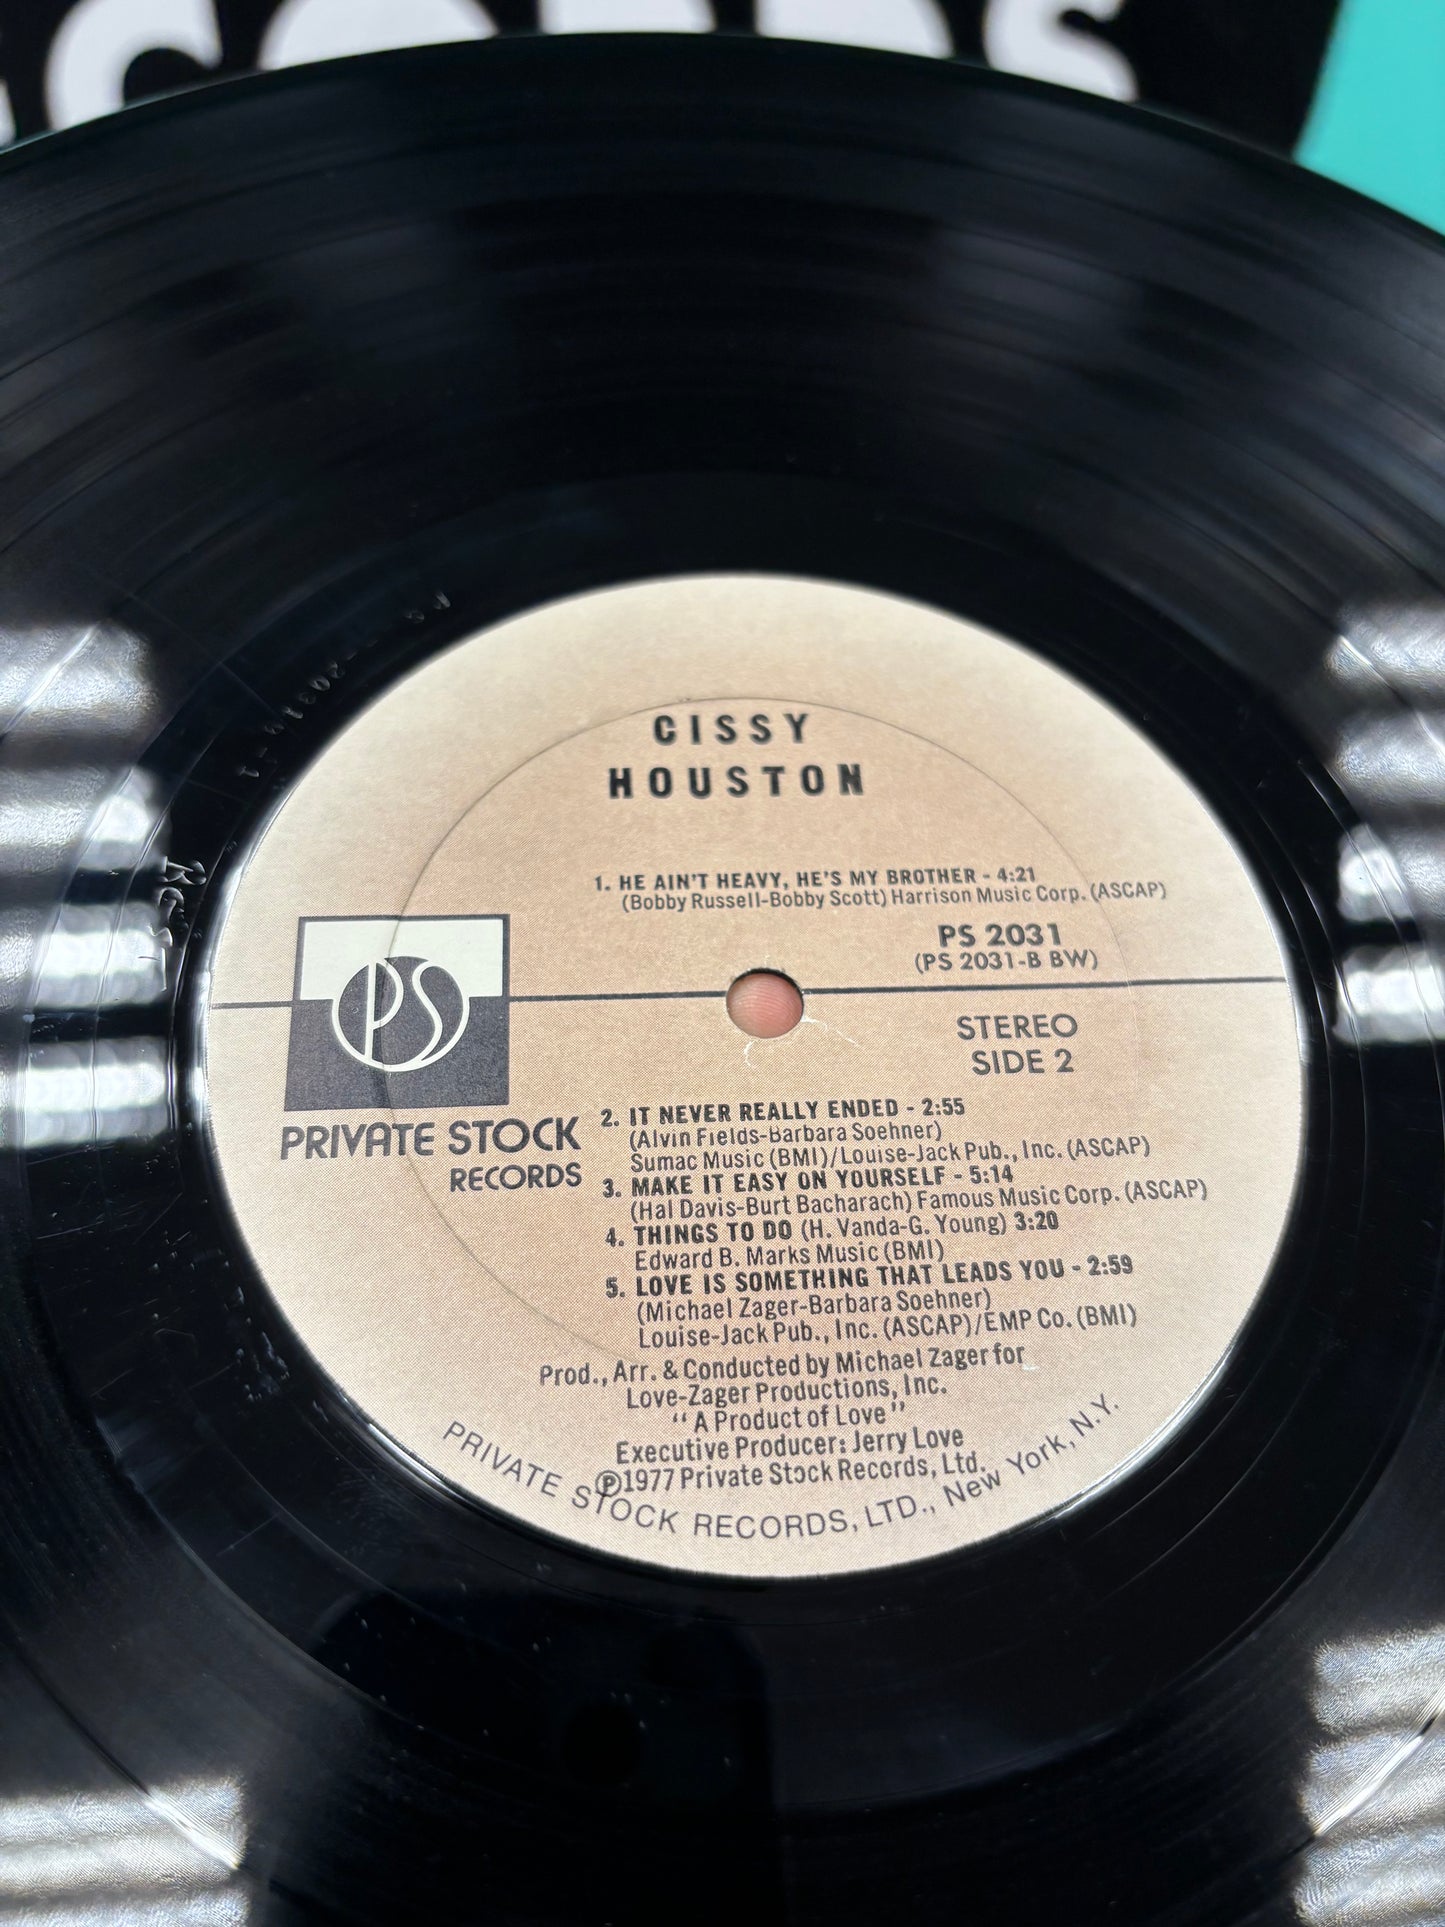 CORDS
CISSY
HOUSTON
1. HE AIN'T HEAVY, HE'S MY BROTHER - 4:21
(Bobby Russell-Bobby Scott) Harrison Music Corp. (ASCAP)
PS 2031
(PS 2031-B BW)
STEREO
SIDE 2
PS
PRIVATE STOCK
RECORDS
2. IT NEVER REALLY ENDED - 2:55
(Alvin Fields-Barbara Soehner)
Sumac Music (BMI)/Louise-Jack Pub., Inc. (ASCAP)
3. MAKE IT EASY ON YOURSELF - 5:14
(Hal Davis-Burt Bacharach) Famous Music Corp. (ASCAP)
4. THINGS TO DO (H. Vanda-G. Young) 3:20
Edward B. Marks Music (BMI)
5. LOVE IS SOMETHING THAT LEADS YOU - 2:59
(Michael Zager-Barbara Soehner)
Louise-Jack Pub., Inc. (ASCAP)/EMP Co. (BMI)
Prod., Arr. & Conducted by Michael Zager for
Love-Zager Productions, Inc.
"A Product of Love"
Executive Producer: Jerry Love
℗1977 Private Stock Records, Ltd.
PRIVATE STOCK RECORDS, LTD., New York, N.Y.